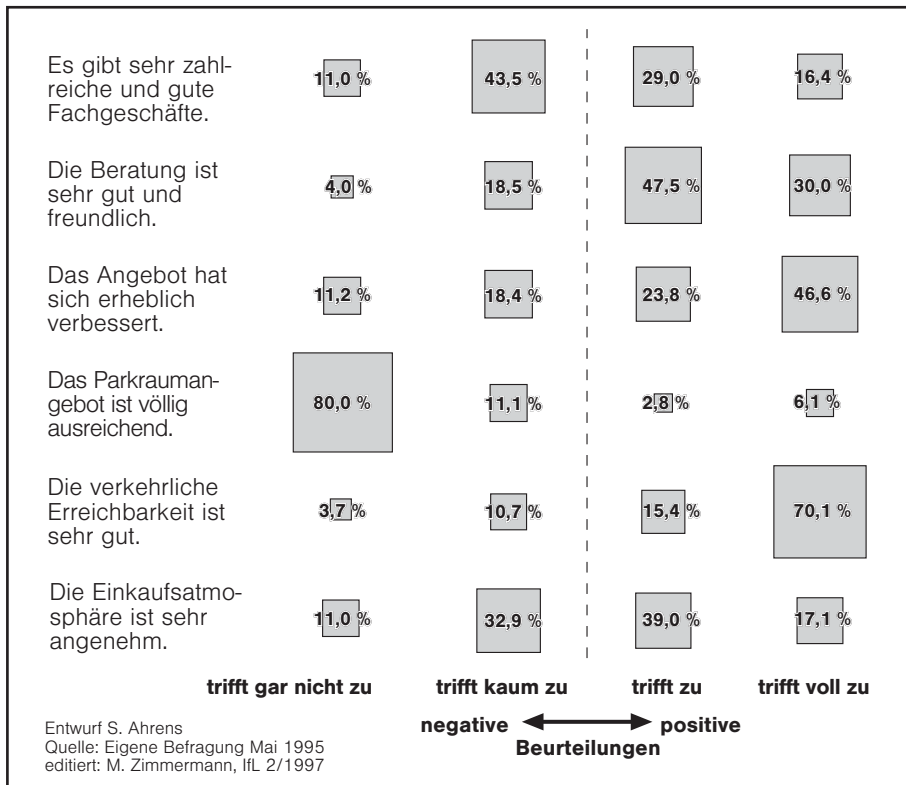 Es gibt sehr zahl-
reiche und gute
Fachgeschäfte.
11,0 % 43,5 % 29,0 % 16,4 %
Die Beratung ist
sehr gut und
freundlich.
4,0 % 18,5 % 47,5 % 30,0 %
Das Angebot hat
sich erheblich
verbessert.
11,2 % 18,4 % 23,8 % 46,6 %
Das Parkrauman-
gebot ist völlig
ausreichend.
80,0 % 11,1 % 2,8 % 6,1 %
Die verkehrliche
Erreichbarkeit ist
sehr gut.
3,7 % 10,7 % 15,4 % 70,1 %
Die Einkaufsatmo-
sphäre ist sehr
angenehm.
11,0 % 32,9 % 39,0 % 17,1 %
trifft gar nicht zu trifft kaum zu trifft zu trifft voll zu
negative positive
Beurteilungen
Entwurf S. Ahrens
Quelle: Eigene Befragung Mai 1995
editiert: M. Zimmermann, IfL 2/1997